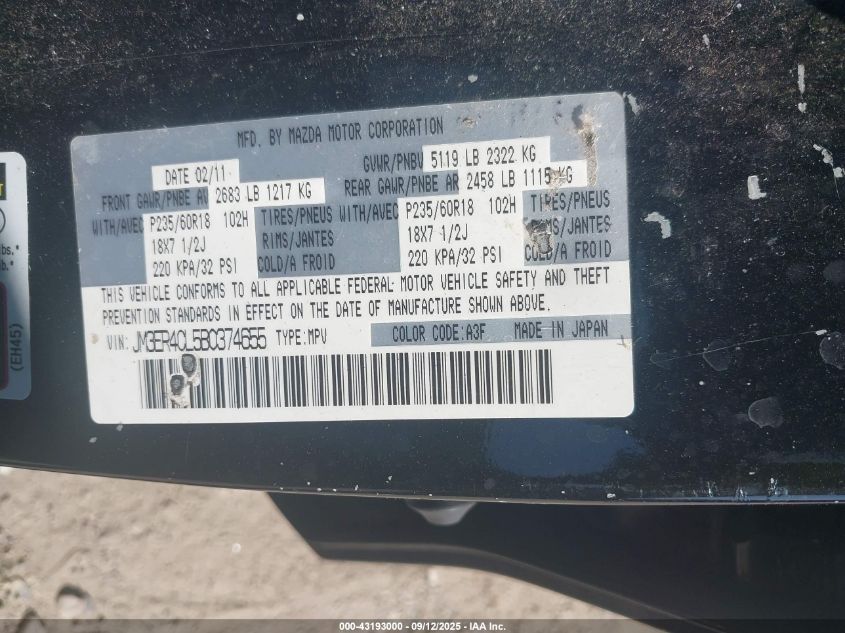 MFD. BY MAZDA MOTOR CORPORATION
DATE 02/11 GVWR/PNBV 5119 LB 2322 KG
FRONT GAWR/PNBE AV 2683 LB 1217 KG REAR GAWR/PNBE AR 2458 LB 1115 KG
WITH/AVEC P235/60R18 102H TIRES/PNEUS WITH/AVEC P235/60R18 102H TIRES/PNEUS
18X7 1/2J RIMS/JANTES 18X7 1/2J RIMS/JANTES
220 KPA/32 PSI COLD/A FROID 220 KPA/32 PSI COLD/A FROID
THIS VEHICLE CONFORMS TO ALL APPLICABLE FEDERAL MOTOR VEHICLE SAFETY AND THEFT
PREVENTION STANDARDS IN EFFECT ON THE DATE OF MANUFACTURE SHOWN ABOVE.
VIN: JM3ER4CL5B0374655 TYPE:MPV COLOR CODE:A3F MADE IN JAPAN
lbs.*
lb.*
(EH45)
000-43193000 - 09/12/2025 - IAA Inc.